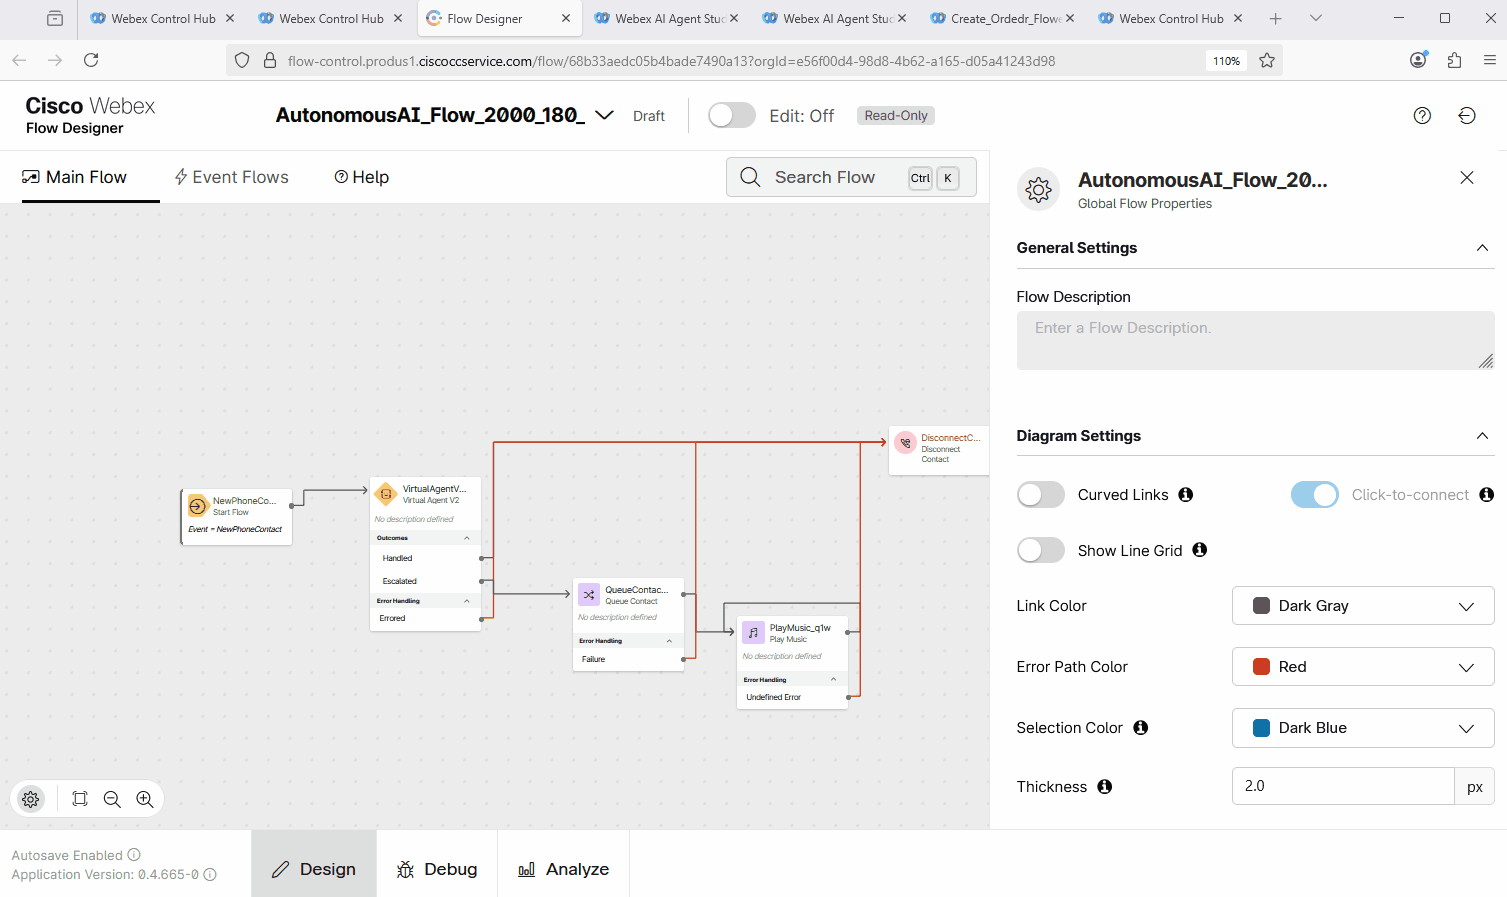 Webex Control Hub
Webex Control Hub
Flow Designer
Webex AI Agent Stud
Webex AI Agent Stud
Create_Ordedr_Flowe
Webex Control Hub
flow-control.produs1.ciscoccservice.com/flow/68b33aedc05b4bade7490a13?orgId=e56f00d4-98d8-4b62-a165-d05a41243d98
110%
Cisco Webex
Flow Designer
AutonomousAI_Flow_2000_180_
Draft
Edit: Off
Read-Only
Main Flow
Event Flows
Help
Search Flow
Ctrl
K
NewPhoneCo...
Start Flow
Event = NewPhoneContact
VirtualAgentV...
Virtual Agent V2
No description defined
Outcomes
Handled
Escalated
Error Handling
Errored
QueueContac...
Queue Contact
No description defined
Error Handling
Failure
PlayMusic_q1w
Play Music
No description defined
Error Handling
Undefined Error
DisconnectC...
Disconnect
Contact
AutonomousAI_Flow_20...
Global Flow Properties
General Settings
Flow Description
Enter a Flow Description.
Diagram Settings
Curved Links
Click-to-connect
Show Line Grid
Link Color
Dark Gray
Error Path Color
Red
Selection Color
Dark Blue
Thickness
2.0
px
Autosave Enabled
Application Version: 0.4.665-0
Design
Debug
Analyze